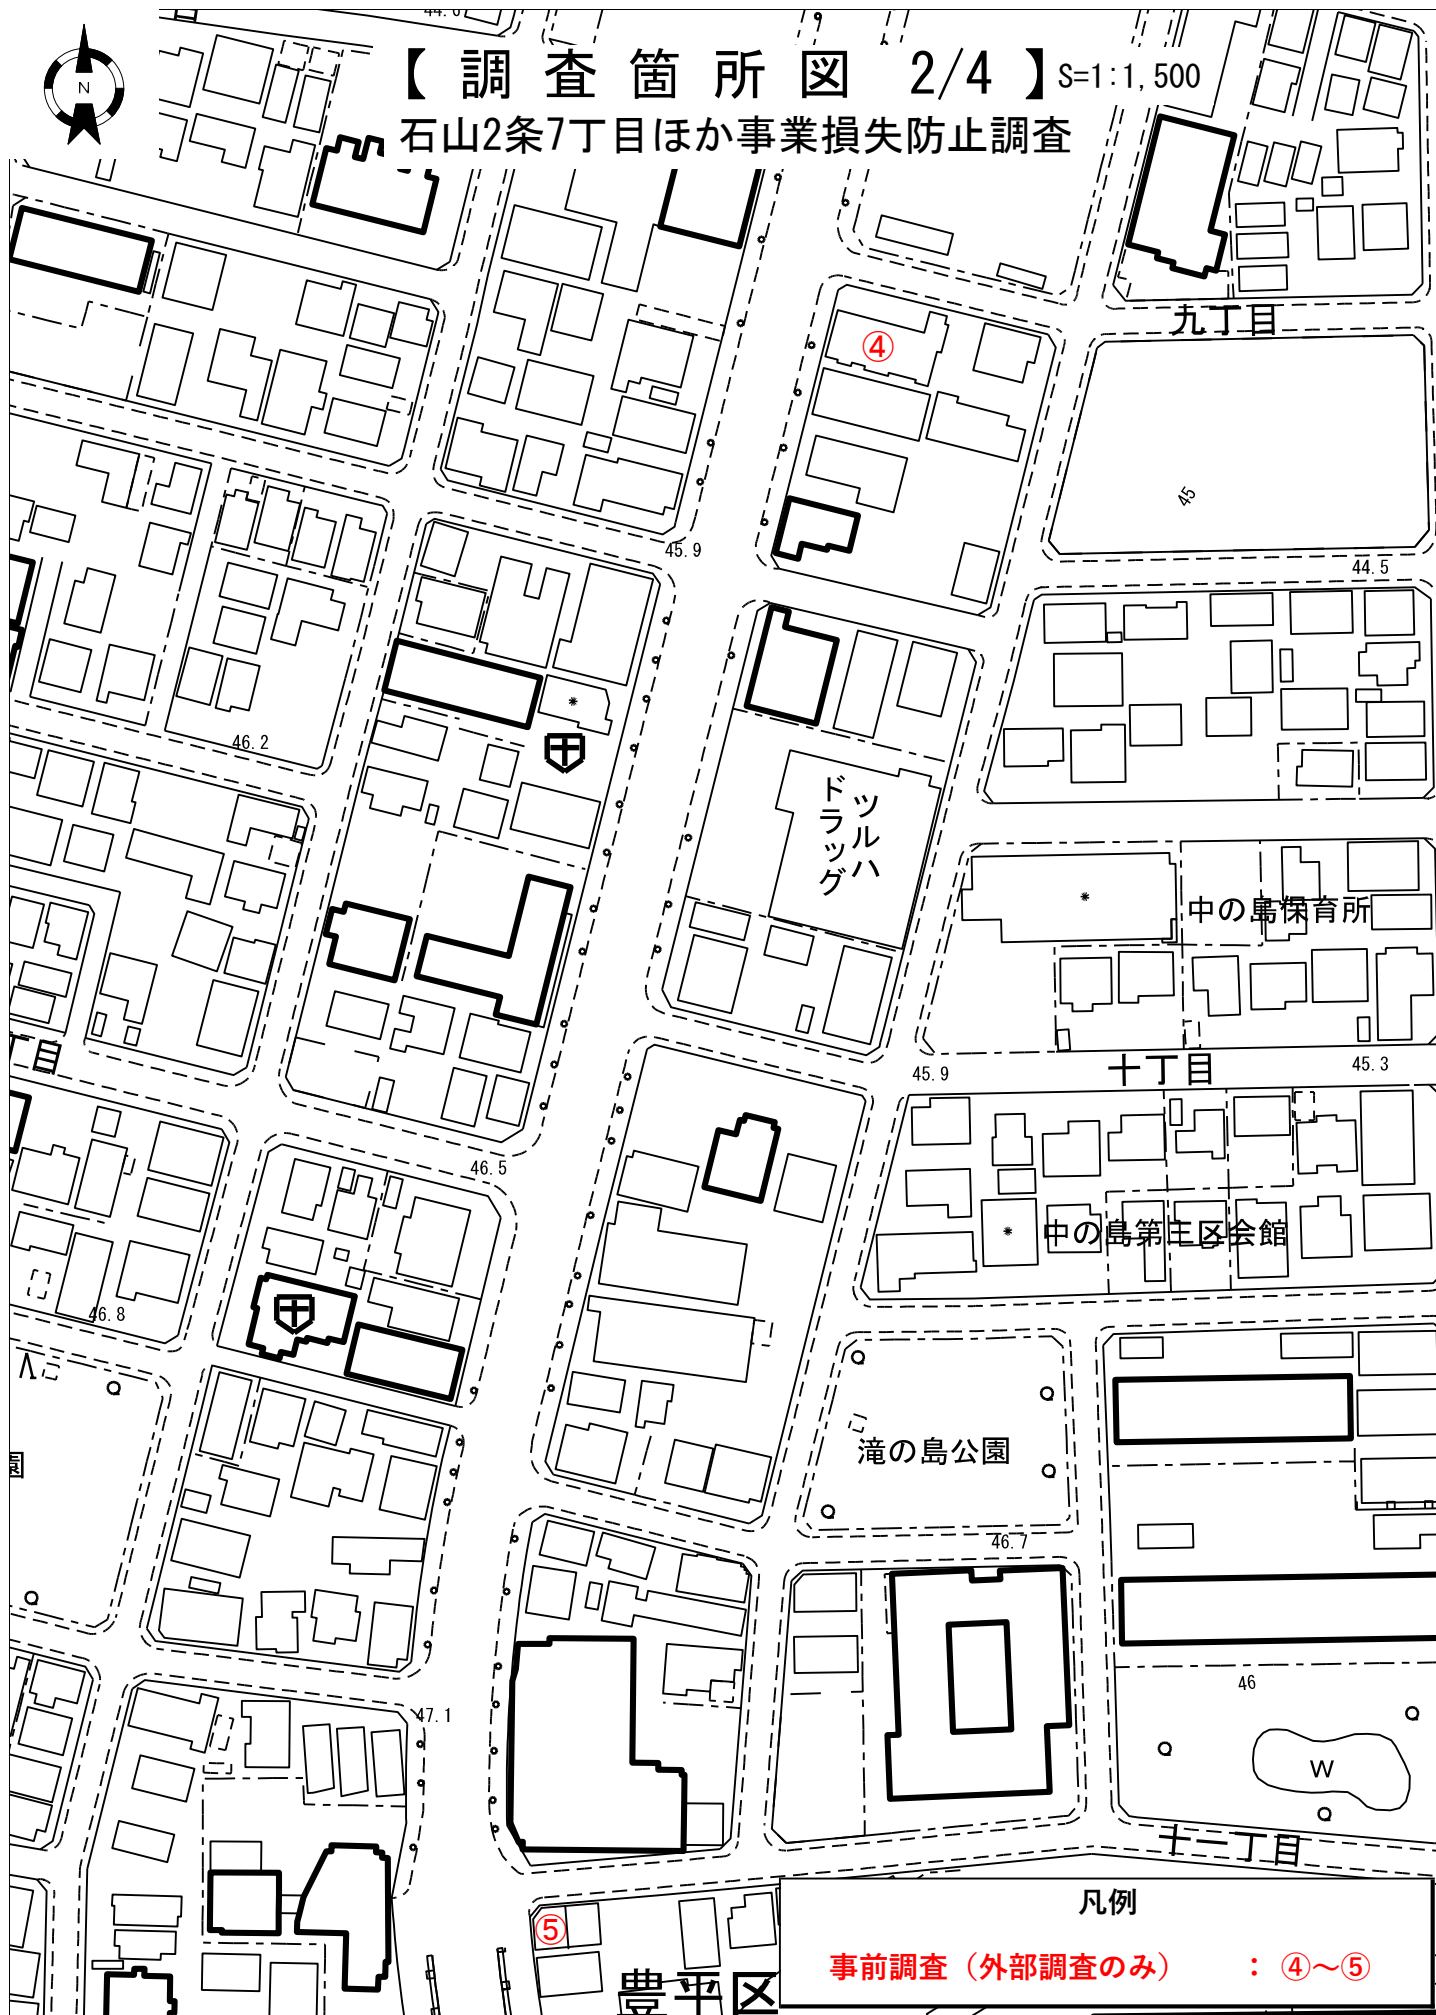 【 調 査 箇 所 図 2/4 】 S=1:1,500
石山2条7丁目ほか事業損失防止調査
N
九丁目
④
45
45.9
44.5
46.2
ツルハ
ドラッグ
中の島保育所
丁目
45.9
十丁目
45.3
46.5
中の島第三区会館
46.8
滝の島公園
園
46.7
46
47.1
W
十一丁目
⑤
豊平区
凡例
事前調査（外部調査のみ） : ④～⑤